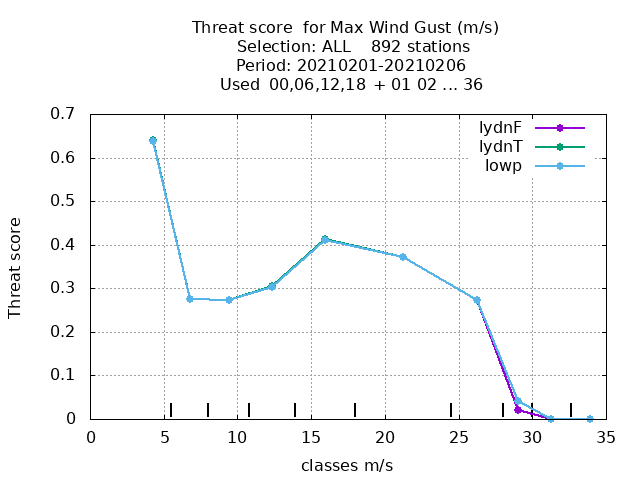 Threat score  for Max Wind Gust (m/s)
Selection: ALL    892 stations
Period: 20210201-20210206
Used  00,06,12,18  + 01 02 ... 36
lydnF
lydnT
lowp
Threat score
0.7
0.6
0.5
0.4
0.3
0.2
0.1
0
0 5 10 15 20 25 30 35
classes m/s